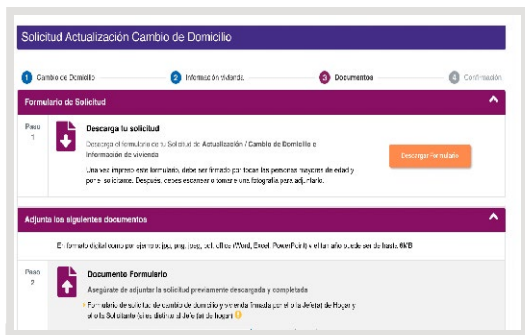 Solicitud Actualización Cambio de Domicilio
1 Cambio de Domicilio 2 Información vivienda 3 Documentos 4 Confirmación
Formulario de Solicitud
Paso 1
Descarga tu solicitud
Descarga el formulario de tu Solicitud de Actualización / Cambio de Domicilio e
Información de vivienda
Descargar Formulario
Una vez impreso este formulario, debe ser firmado por todas las personas mayores de edad y
por el solicitante. Después, debes escanear o tomar una fotografía para adjuntarlo.
Adjunta los siguientes documentos
En formato digital como por ejemplo: jpg, png, jpeg, pdf, office (Word, Excel, PowerPoint) y el tamaño puede ser de hasta 6MB
Paso 2
Documento Formulario
Asegúrate de adjuntar la solicitud previamente descargada y completada
Formulario de solicitud de cambio de domicilio y vivienda firmada por el o la Jefe(a) de Hogar y
el o la Solicitante (si es distinto al Jefe(a) de hogar)